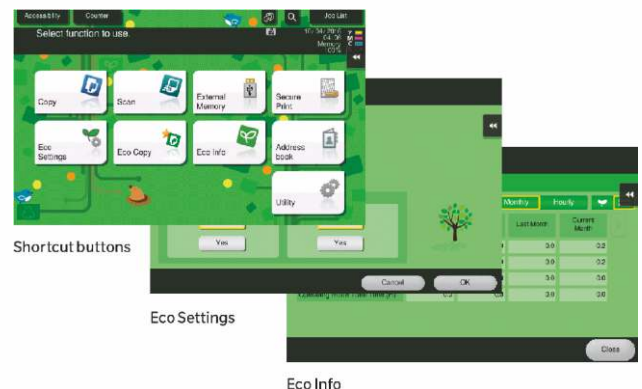 Accessibility Counter Job List
Select function to use.
Memory
100%
Y
M
C
Copy
Scan
External
Memory
Secure
Print
Eco
Settings
Eco Copy
Eco Info
Address
book
Utility
Shortcut buttons
Yes Yes
Cancel OK
Eco Settings
Monthly Hourly
Last Month Current
Month
3.0 0.2
3.0 0.2
3.0 0.6
3.0 0.6
Close
Eco Info